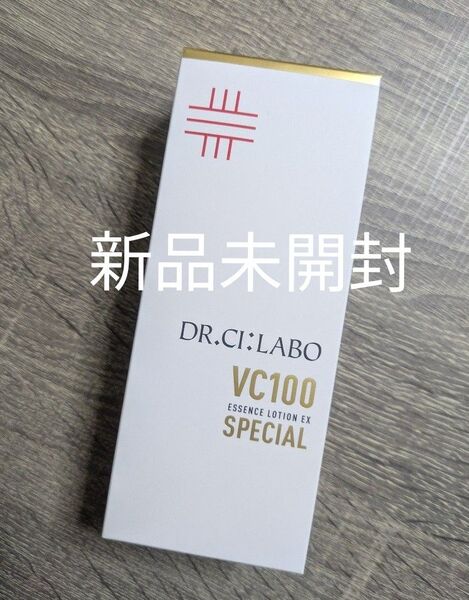 新品未開封
DR.CI:LABO
VC100
ESSENCE LOTION EX
SPECIAL